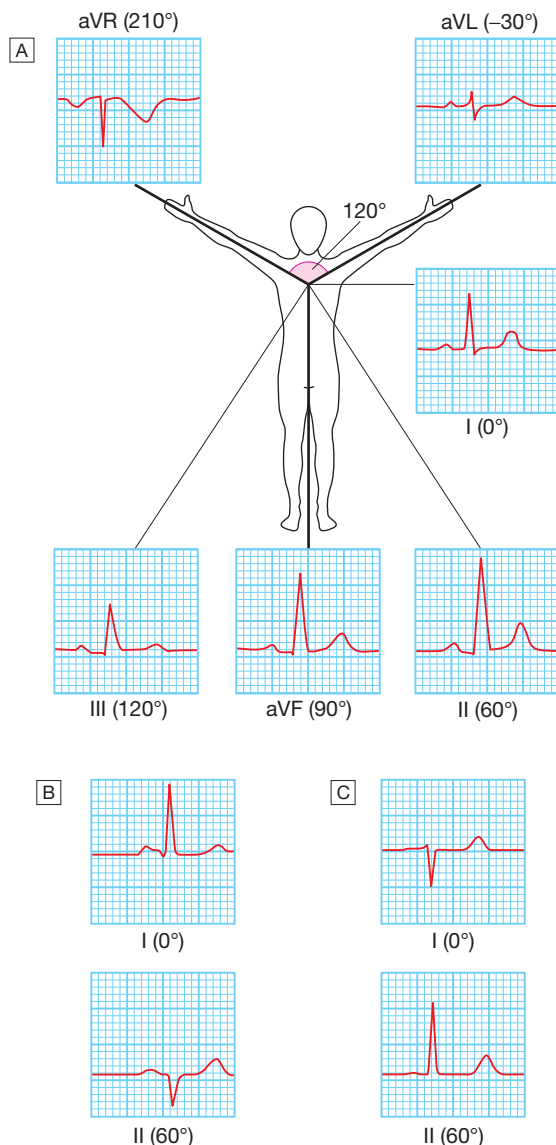 aVR (210°)
aVL (–30°)
A
120°
I (0°)
III (120°)
aVF (90°)
II (60°)
B
C
I (0°)
I (0°)
II (60°)
II (60°)